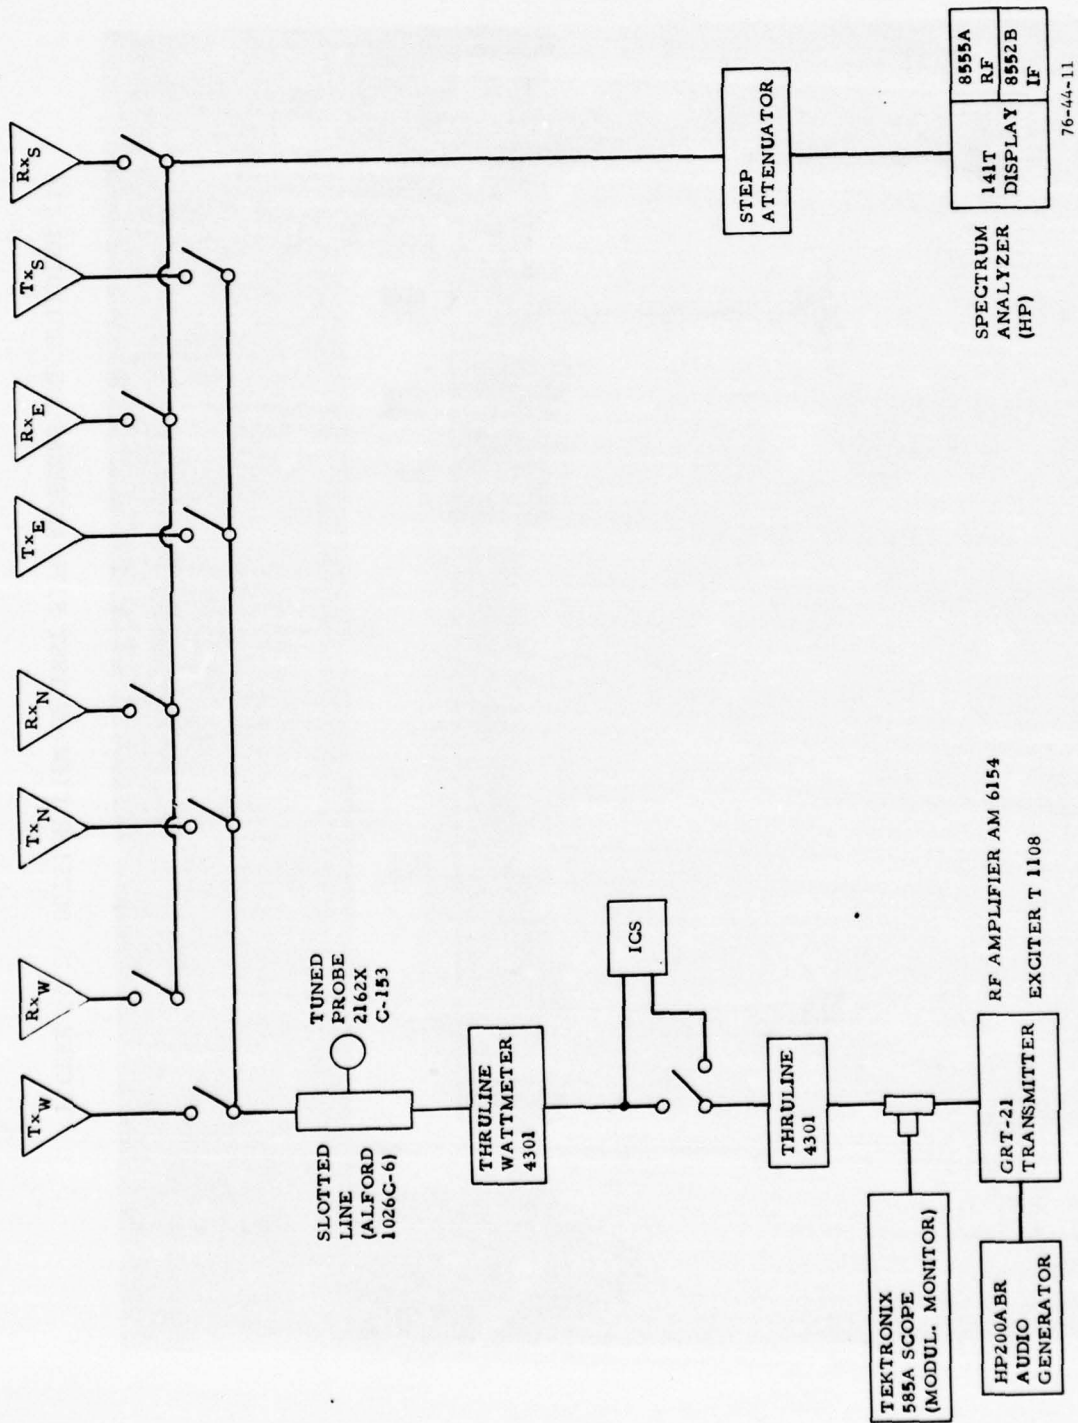 TxW
RxW
TxN
RxN
TxE
RxE
TxS
RxS
SLOTTED
LINE
(ALFORD
1026C-6)
TUNED
PROBE
2162X
C-153
THRULINE
WATTMETER
4301
ICS
THRULINE
4301
TEKTRONIX
585A SCOPE
(MODUL. MONITOR)
HP200ABR
AUDIO
GENERATOR
GRT-21
TRANSMITTER
RF AMPLIFIER AM 6154
EXCITER T 1108
STEP
ATTENUATOR
SPECTRUM
ANALYZER
(HP)
141T
DISPLAY
8555A
RF
8552B
IF
76-44-11